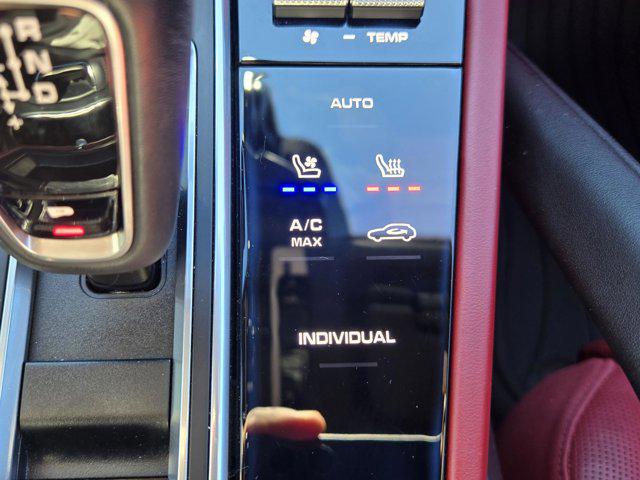 R
N
D
TEMP
AUTO
A/C
MAX
INDIVIDUAL